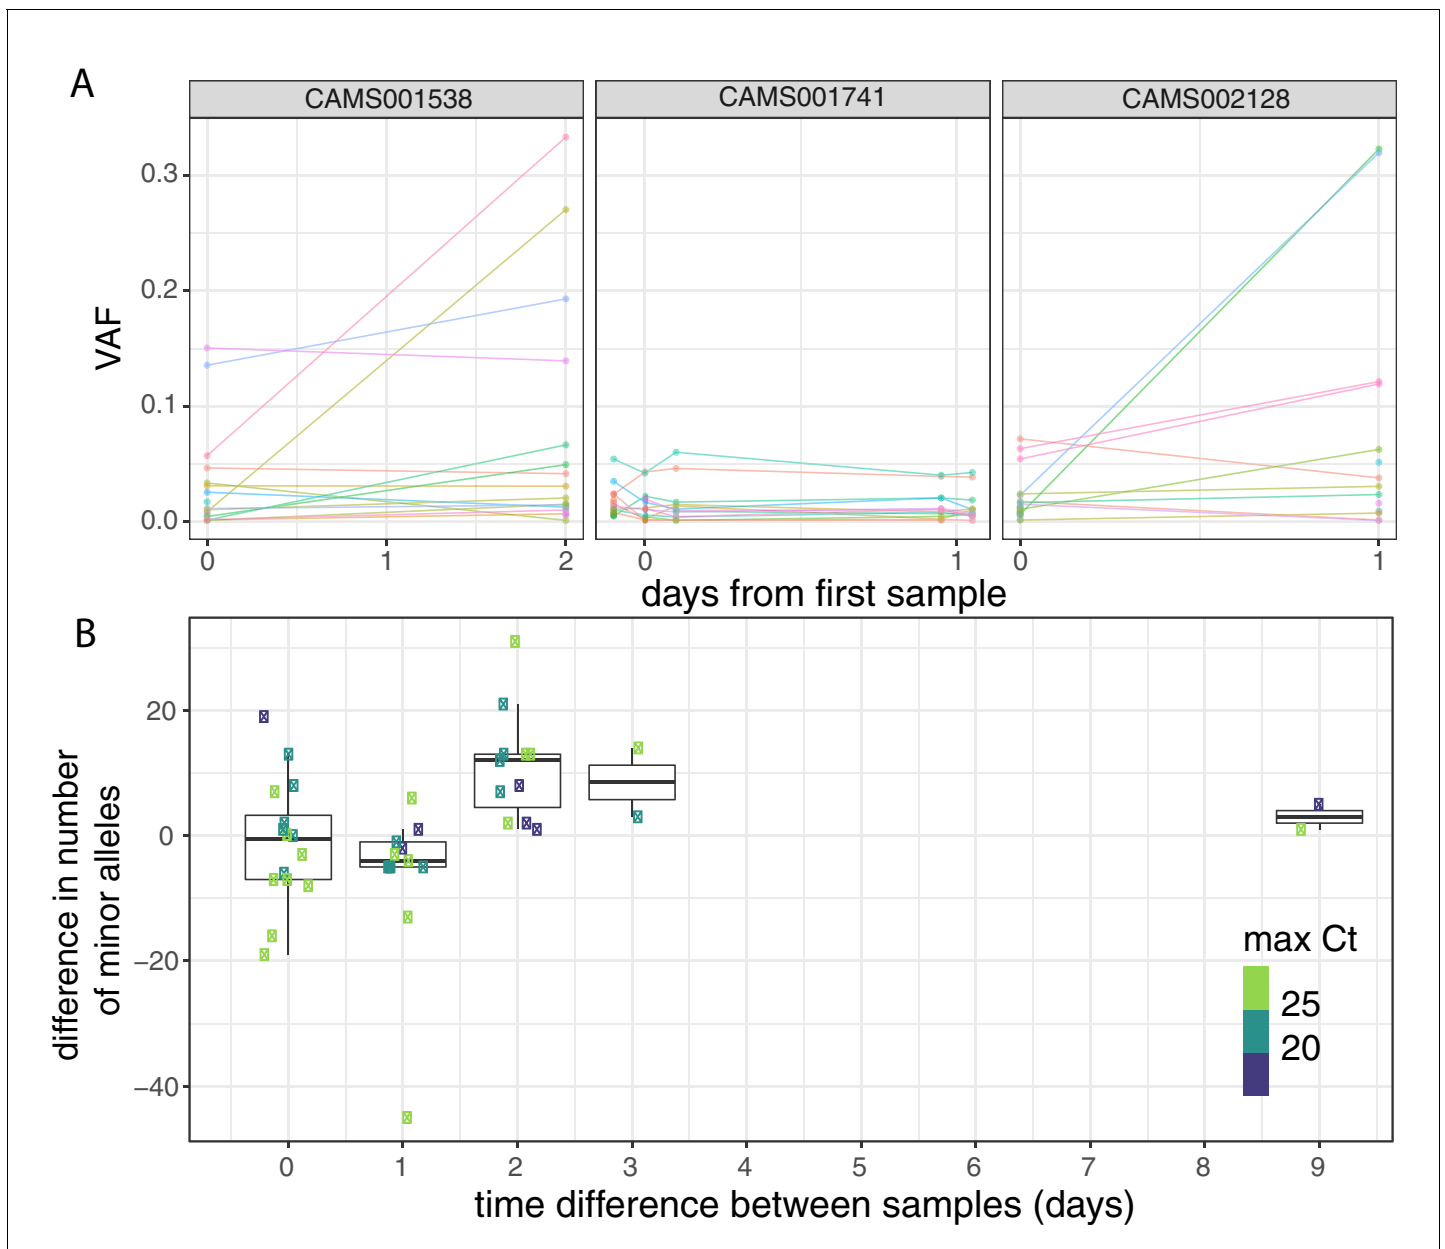 A
CAMS001538
CAMS001741
CAMS002128
0.3
0.2
0.1
0.0
VAF
0
1
2
0
1
0
1
days from first sample
B
20
0
−20
−40
difference in number
of minor alleles
max Ct
25
20
0
1
2
3
4
5
6
7
8
9
time difference between samples (days)